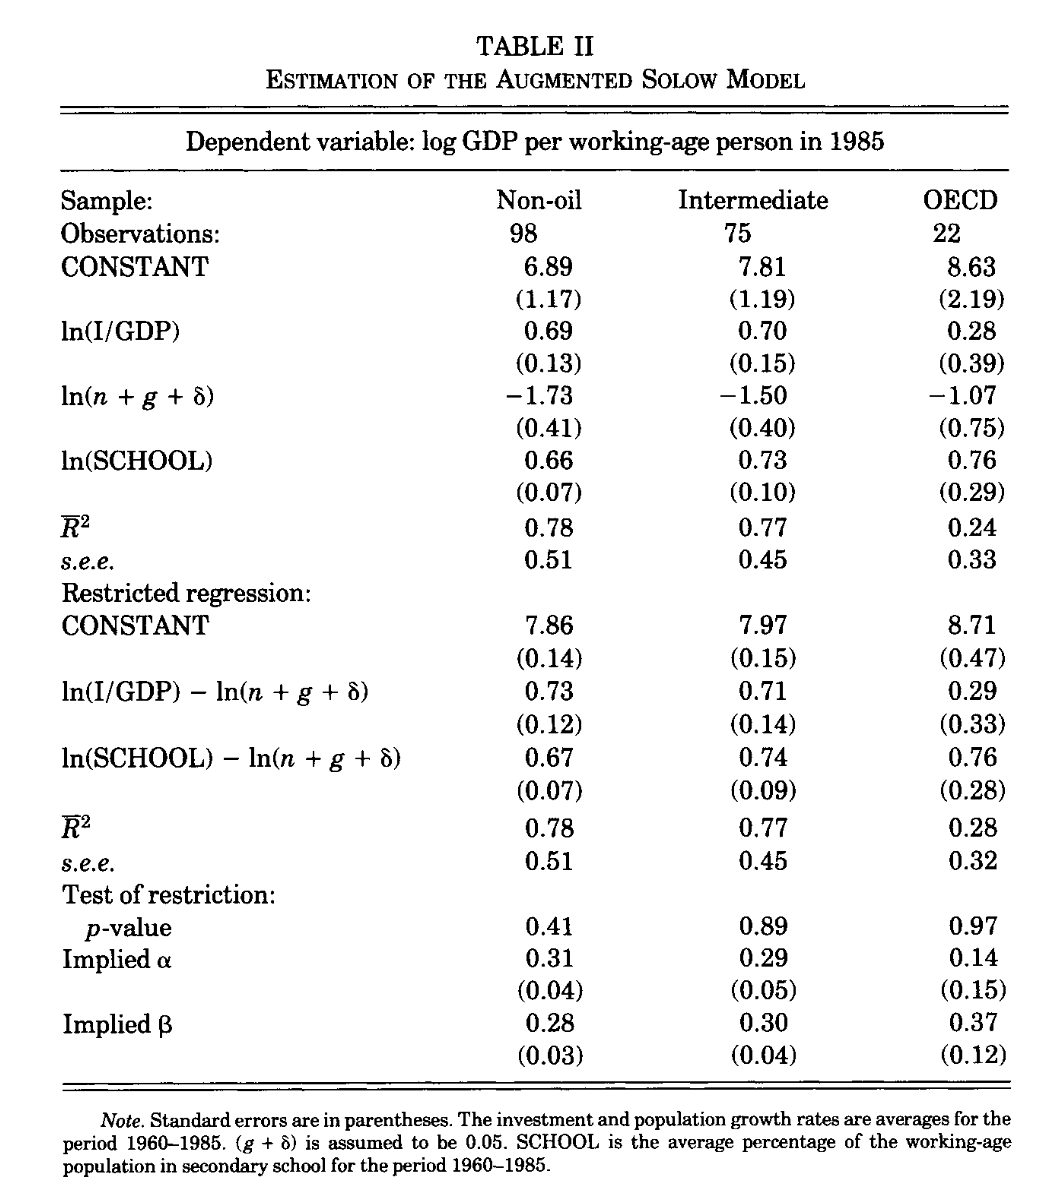 TABLE II
ESTIMATION OF THE AUGMENTED SOLOW MODEL
Dependent variable: log GDP per working-age person in 1985
Sample: Non-oil Intermediate OECD
Observations: 98 75 22
CONSTANT 6.89 7.81 8.63
(1.17) (1.19) (2.19)
ln(I/GDP) 0.69 0.70 0.28
(0.13) (0.15) (0.39)
ln(n + g + δ) −1.73 −1.50 −1.07
(0.41) (0.40) (0.75)
ln(SCHOOL) 0.66 0.73 0.76
(0.07) (0.10) (0.29)
R̅² 0.78 0.77 0.24
s.e.e. 0.51 0.45 0.33
Restricted regression:
CONSTANT 7.86 7.97 8.71
(0.14) (0.15) (0.47)
ln(I/GDP) − ln(n + g + δ) 0.73 0.71 0.29
(0.12) (0.14) (0.33)
ln(SCHOOL) − ln(n + g + δ) 0.67 0.74 0.76
(0.07) (0.09) (0.28)
R̅² 0.78 0.77 0.28
s.e.e. 0.51 0.45 0.32
Test of restriction:
p-value 0.41 0.89 0.97
Implied α 0.31 0.29 0.14
(0.04) (0.05) (0.15)
Implied β 0.28 0.30 0.37
(0.03) (0.04) (0.12)
Note. Standard errors are in parentheses. The investment and population growth rates are averages for the
period 1960–1985. (g + δ) is assumed to be 0.05. SCHOOL is the average percentage of the working-age
population in secondary school for the period 1960–1985.